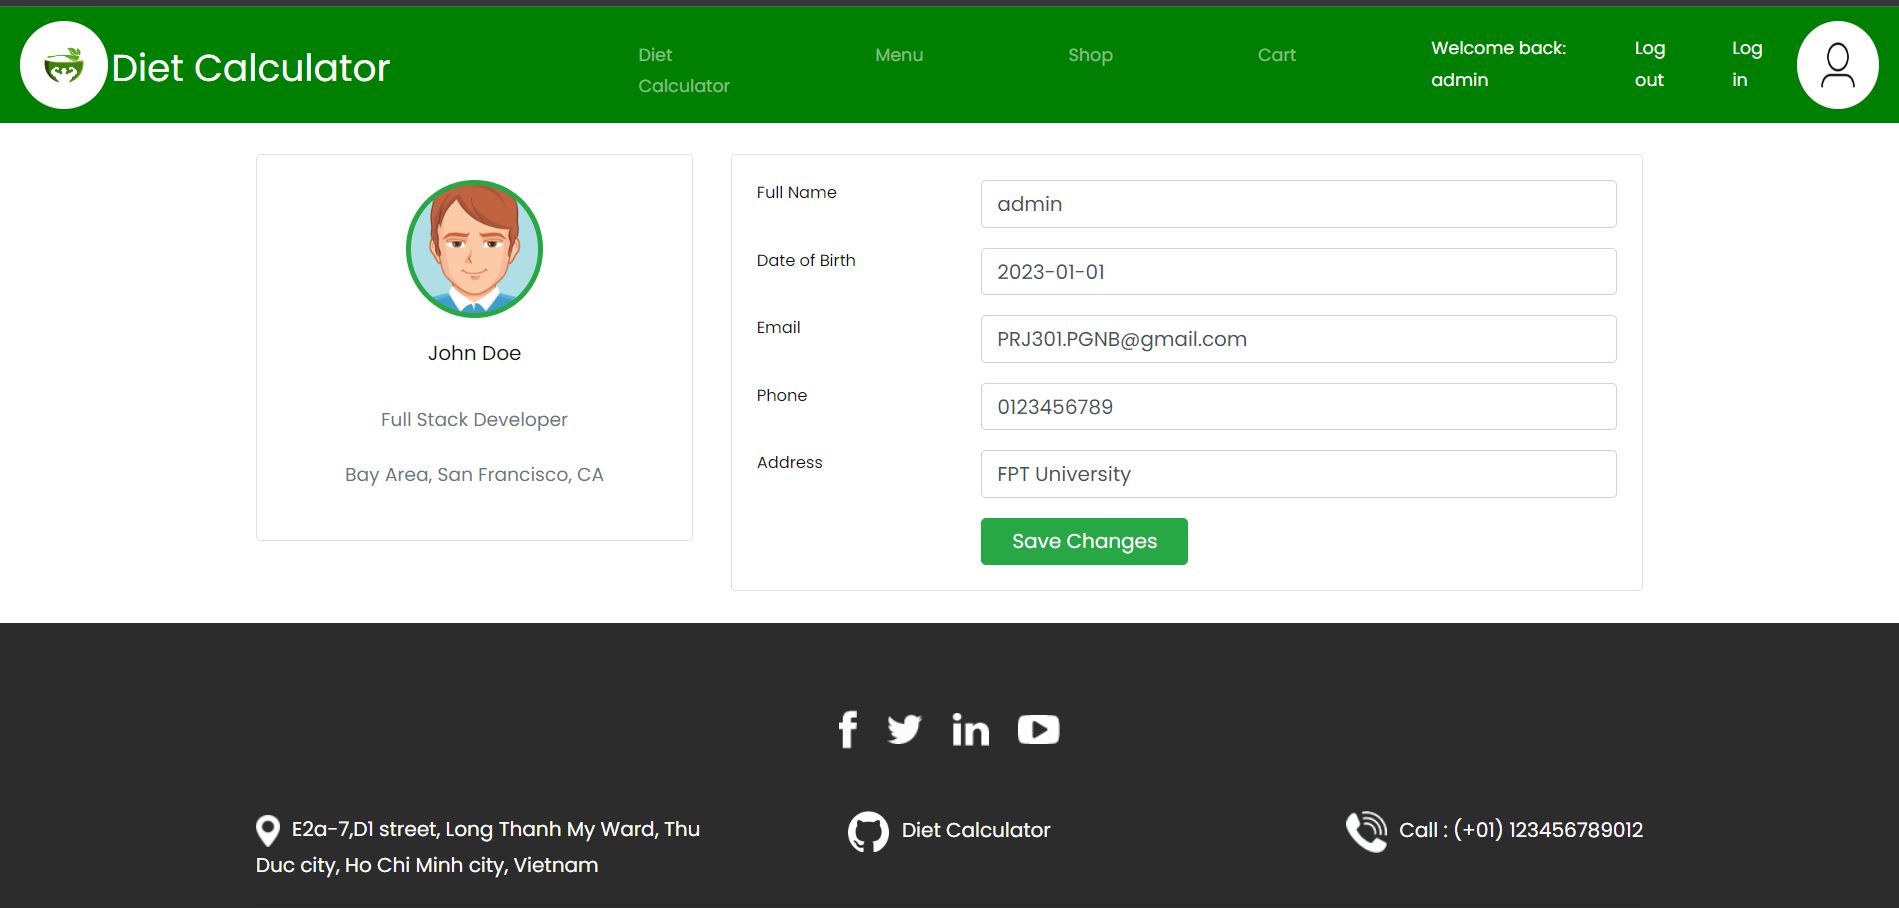 Diet Calculator
Diet
Calculator
Menu
Shop
Cart
Welcome back:
admin
Log
out
Log
in
John Doe
Full Stack Developer
Bay Area, San Francisco, CA
Full Name
admin
Date of Birth
2023-01-01
Email
PRJ301.PGNB@gmail.com
Phone
0123456789
Address
FPT University
Save Changes
E2a-7,D1 street, Long Thanh My Ward, Thu
Duc city, Ho Chi Minh city, Vietnam
Diet Calculator
Call : (+01) 123456789012